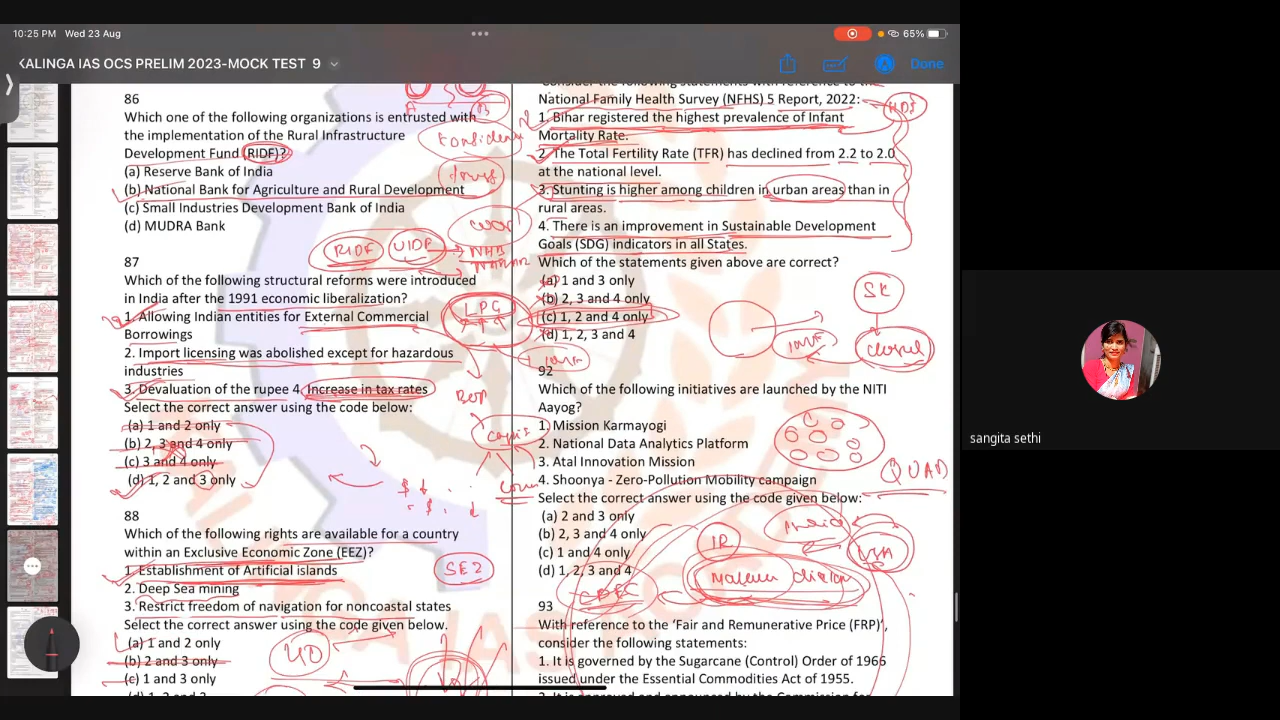 10:25 PM Wed 23 Aug
65%
KALINGA IAS OCS PRELIM 2023-MOCK TEST 9
Done
86
Which one of the following organizations is entrusted with
the implementation of the Rural Infrastructure
Development Fund (RIDF)?
(a) Reserve Bank of India
(b) National Bank for Agriculture and Rural Development
(c) Small Industries Development Bank of India
(d) MUDRA Bank
RIDF
UIDF
NHB
87
Which of the following structural reforms were introduced
in India after the 1991 economic liberalization?
1. Allowing Indian entities for External Commercial
Borrowings
2. Import licensing was abolished except for hazardous
industries
3. Devaluation of the rupee 4. Increase in tax rates
Select the correct answer using the code below:
(a) 1 and 2 only
(b) 2, 3 and 4 only
(c) 3 and 4 only
(d) 1, 2 and 3 only
LPG
BOP
88
Which of the following rights are available for a country
within an Exclusive Economic Zone (EEZ)?
1. Establishment of Artificial islands
2. Deep Sea mining
3. Restrict freedom of navigation for noncoastal states
Select the correct answer using the code given below.
(a) 1 and 2 only
(b) 2 and 3 only
(c) 1 and 3 only
SEZ
National Family Health Survey (NFHS) 5 Report, 2022:
1. Bihar registered the highest prevalence of Infant
Mortality Rate.
2. The Total Fertility Rate (TFR) has declined from 2.2 to 2.0
at the national level.
3. Stunting is higher among children in urban areas than in
rural areas.
4. There is an improvement in Sustainable Development
Goals (SDG) indicators in all States.
Which of the statements given above are correct?
(a) 1 and 3 only
(b) 2, 3 and 4 only
(c) 1, 2 and 4 only
(d) 1, 2, 3 and 4
SL
closed
92
Which of the following initiatives are launched by the NITI
Aayog?
1. Mission Karmayogi
2. National Data Analytics Platform
3. Atal Innovation Mission
4. Shoonya - Zero-Pollution Mobility campaign
Select the correct answer using the code given below:
(a) 2 and 3 only
(b) 2, 3 and 4 only
(c) 1 and 4 only
(d) 1, 2, 3 and 4
QUAD
India
USA
IR
CPEC
93
With reference to the ‘Fair and Remunerative Price (FRP)’,
consider the following statements:
1. It is governed by the Sugarcane (Control) Order of 1966
issued under the Essential Commodities Act of 1955.
sangita sethi